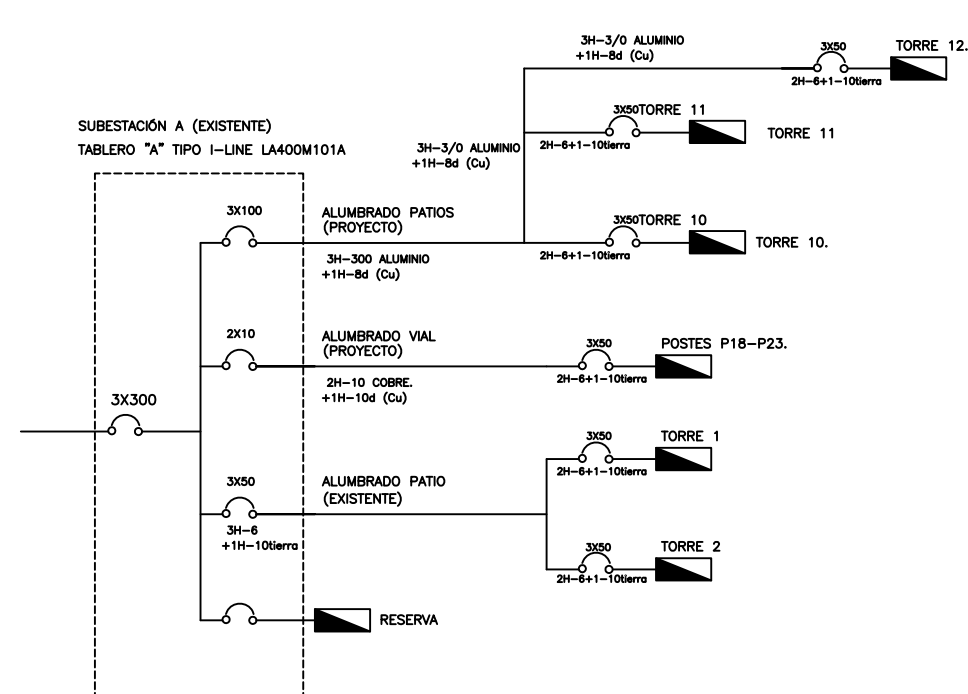 3H-3/0 ALUMINIO
+1H-8d (Cu)
3X50
TORRE 12.
2H-6+1-10tierra
SUBESTACIÓN A (EXISTENTE)
TABLERO "A" TIPO I-LINE LA400M101A
3X50TORRE 11
TORRE 11
2H-6+1-10tierra
3H-3/0 ALUMINIO
+1H-8d (Cu)
3X100
ALUMBRADO PATIOS
(PROYECTO)
3X50TORRE 10
TORRE 10.
2H-6+1-10tierra
3H-300 ALUMINIO
+1H-8d (Cu)
2X10
ALUMBRADO VIAL
(PROYECTO)
3X50
POSTES P18-P23.
2H-6+1-10tierra
2H-10 COBRE.
+1H-10d (Cu)
3X300
3X50
TORRE 1
2H-6+1-10tierra
3X50
ALUMBRADO PATIO
(EXISTENTE)
3H-6
+1H-10tierra
3X50
TORRE 2
2H-6+1-10tierra
RESERVA